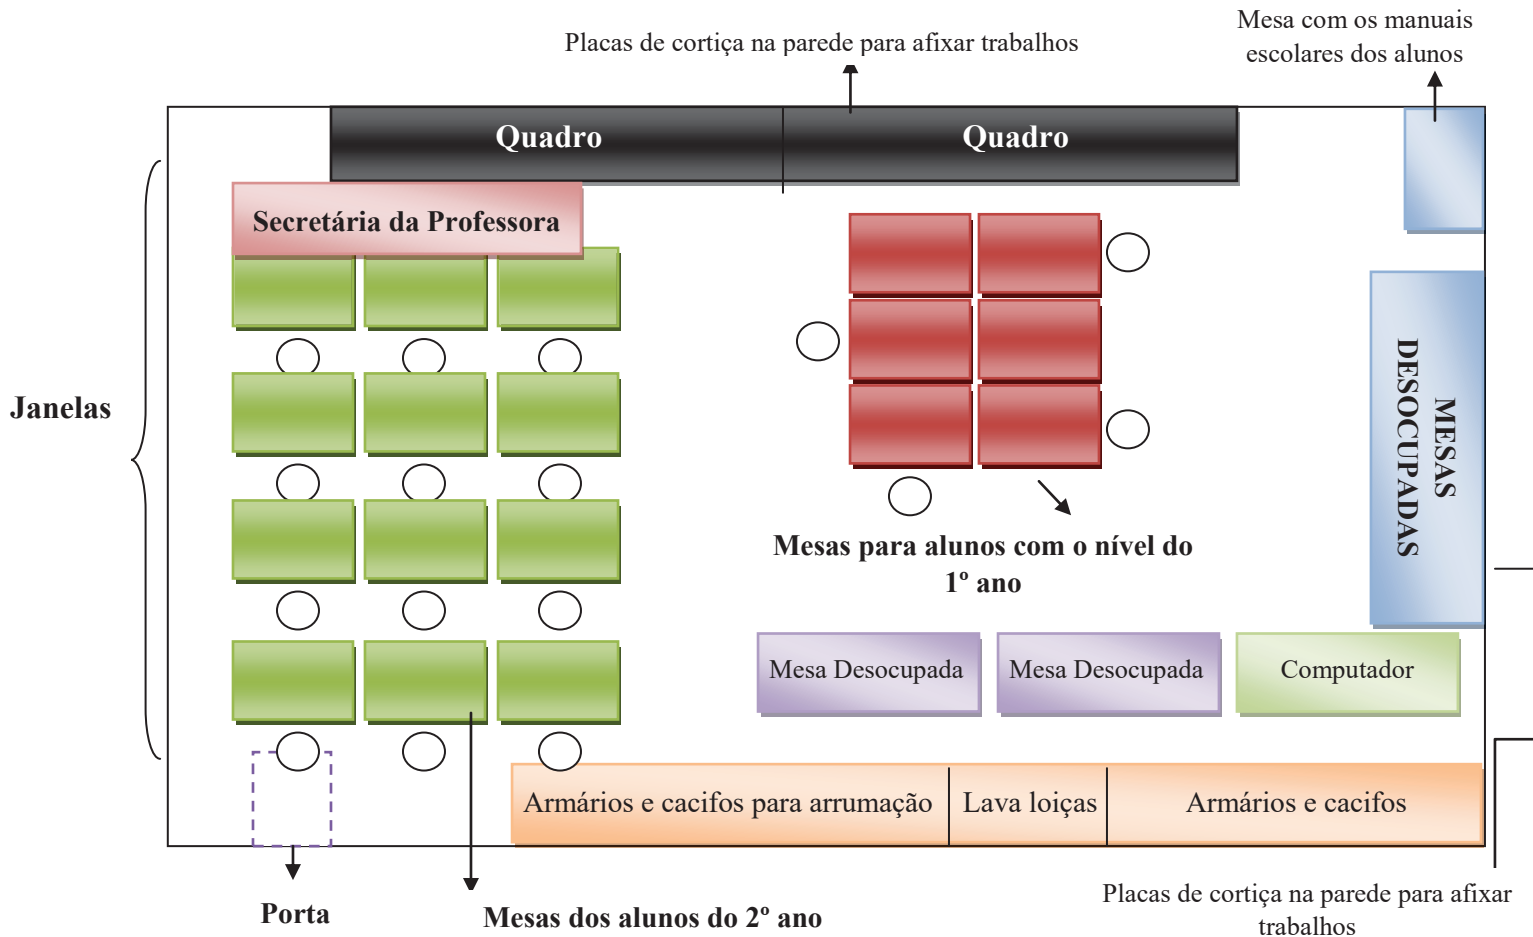 Placas de cortiça na parede para afixar trabalhos
Mesa com os manuais
escolares dos alunos
Quadro
Quadro
Secretária da Professora
Janelas
MESAS
DESOCUPADAS
Mesas para alunos com o nível do
1º ano
Mesa Desocupada
Mesa Desocupada
Computador
Armários e cacifos para arrumação
Lava loiças
Armários e cacifos
Porta
Mesas dos alunos do 2º ano
Placas de cortiça na parede para afixar
trabalhos